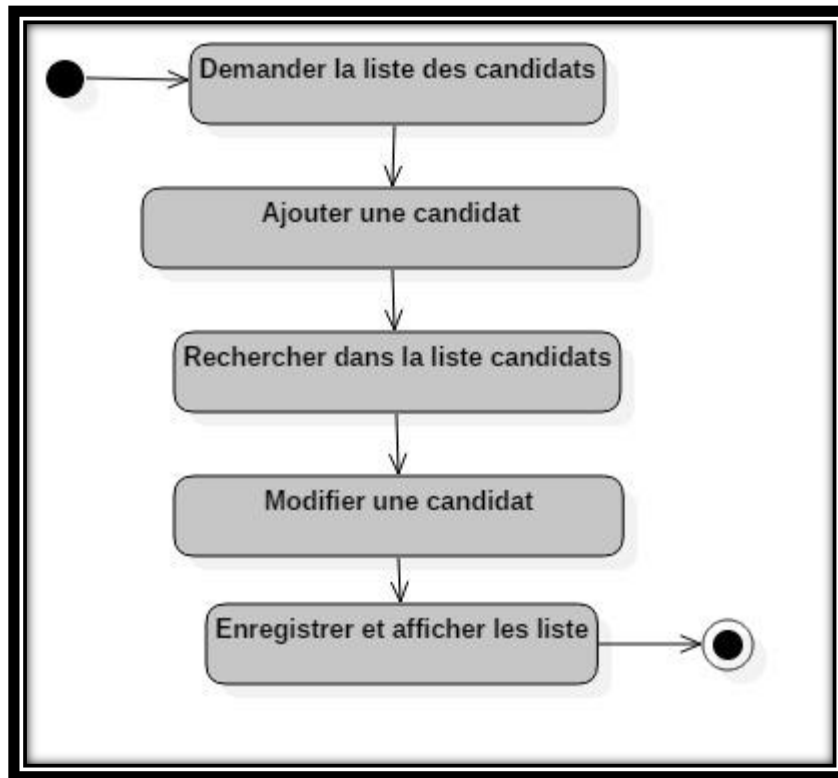 Demander la liste des candidats
Ajouter une candidat
Rechercher dans la liste candidats
Modifier une candidat
Enregistrer et afficher les liste